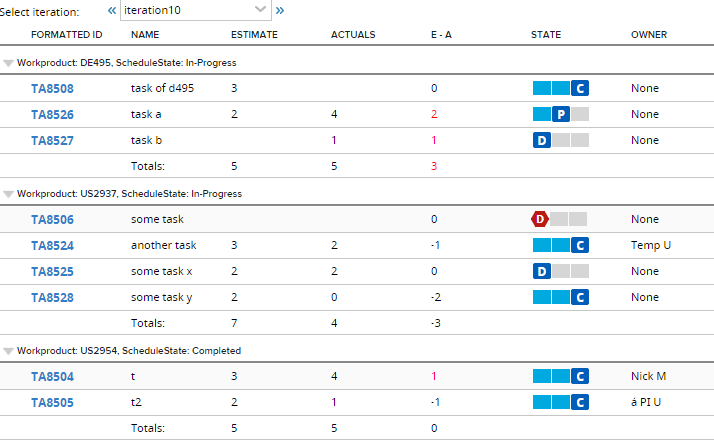 Select iteration: « iteration10 »
FORMATTED ID NAME ESTIMATE ACTUALS E - A STATE OWNER
Workproduct: DE495, ScheduleState: In-Progress
TA8508 task of d495 3 0 C None
TA8526 task a 2 4 2 P None
TA8527 task b 1 1 D None
Totals: 5 5 3
Workproduct: US2937, ScheduleState: In-Progress
TA8506 some task 0 D None
TA8524 another task 3 2 -1 C Temp U
TA8525 some task x 2 2 0 D None
TA8528 some task y 2 0 -2 C None
Totals: 7 4 -3
Workproduct: US2954, ScheduleState: Completed
TA8504 t 3 4 1 C Nick M
TA8505 t2 2 1 -1 C á PI U
Totals: 5 5 0